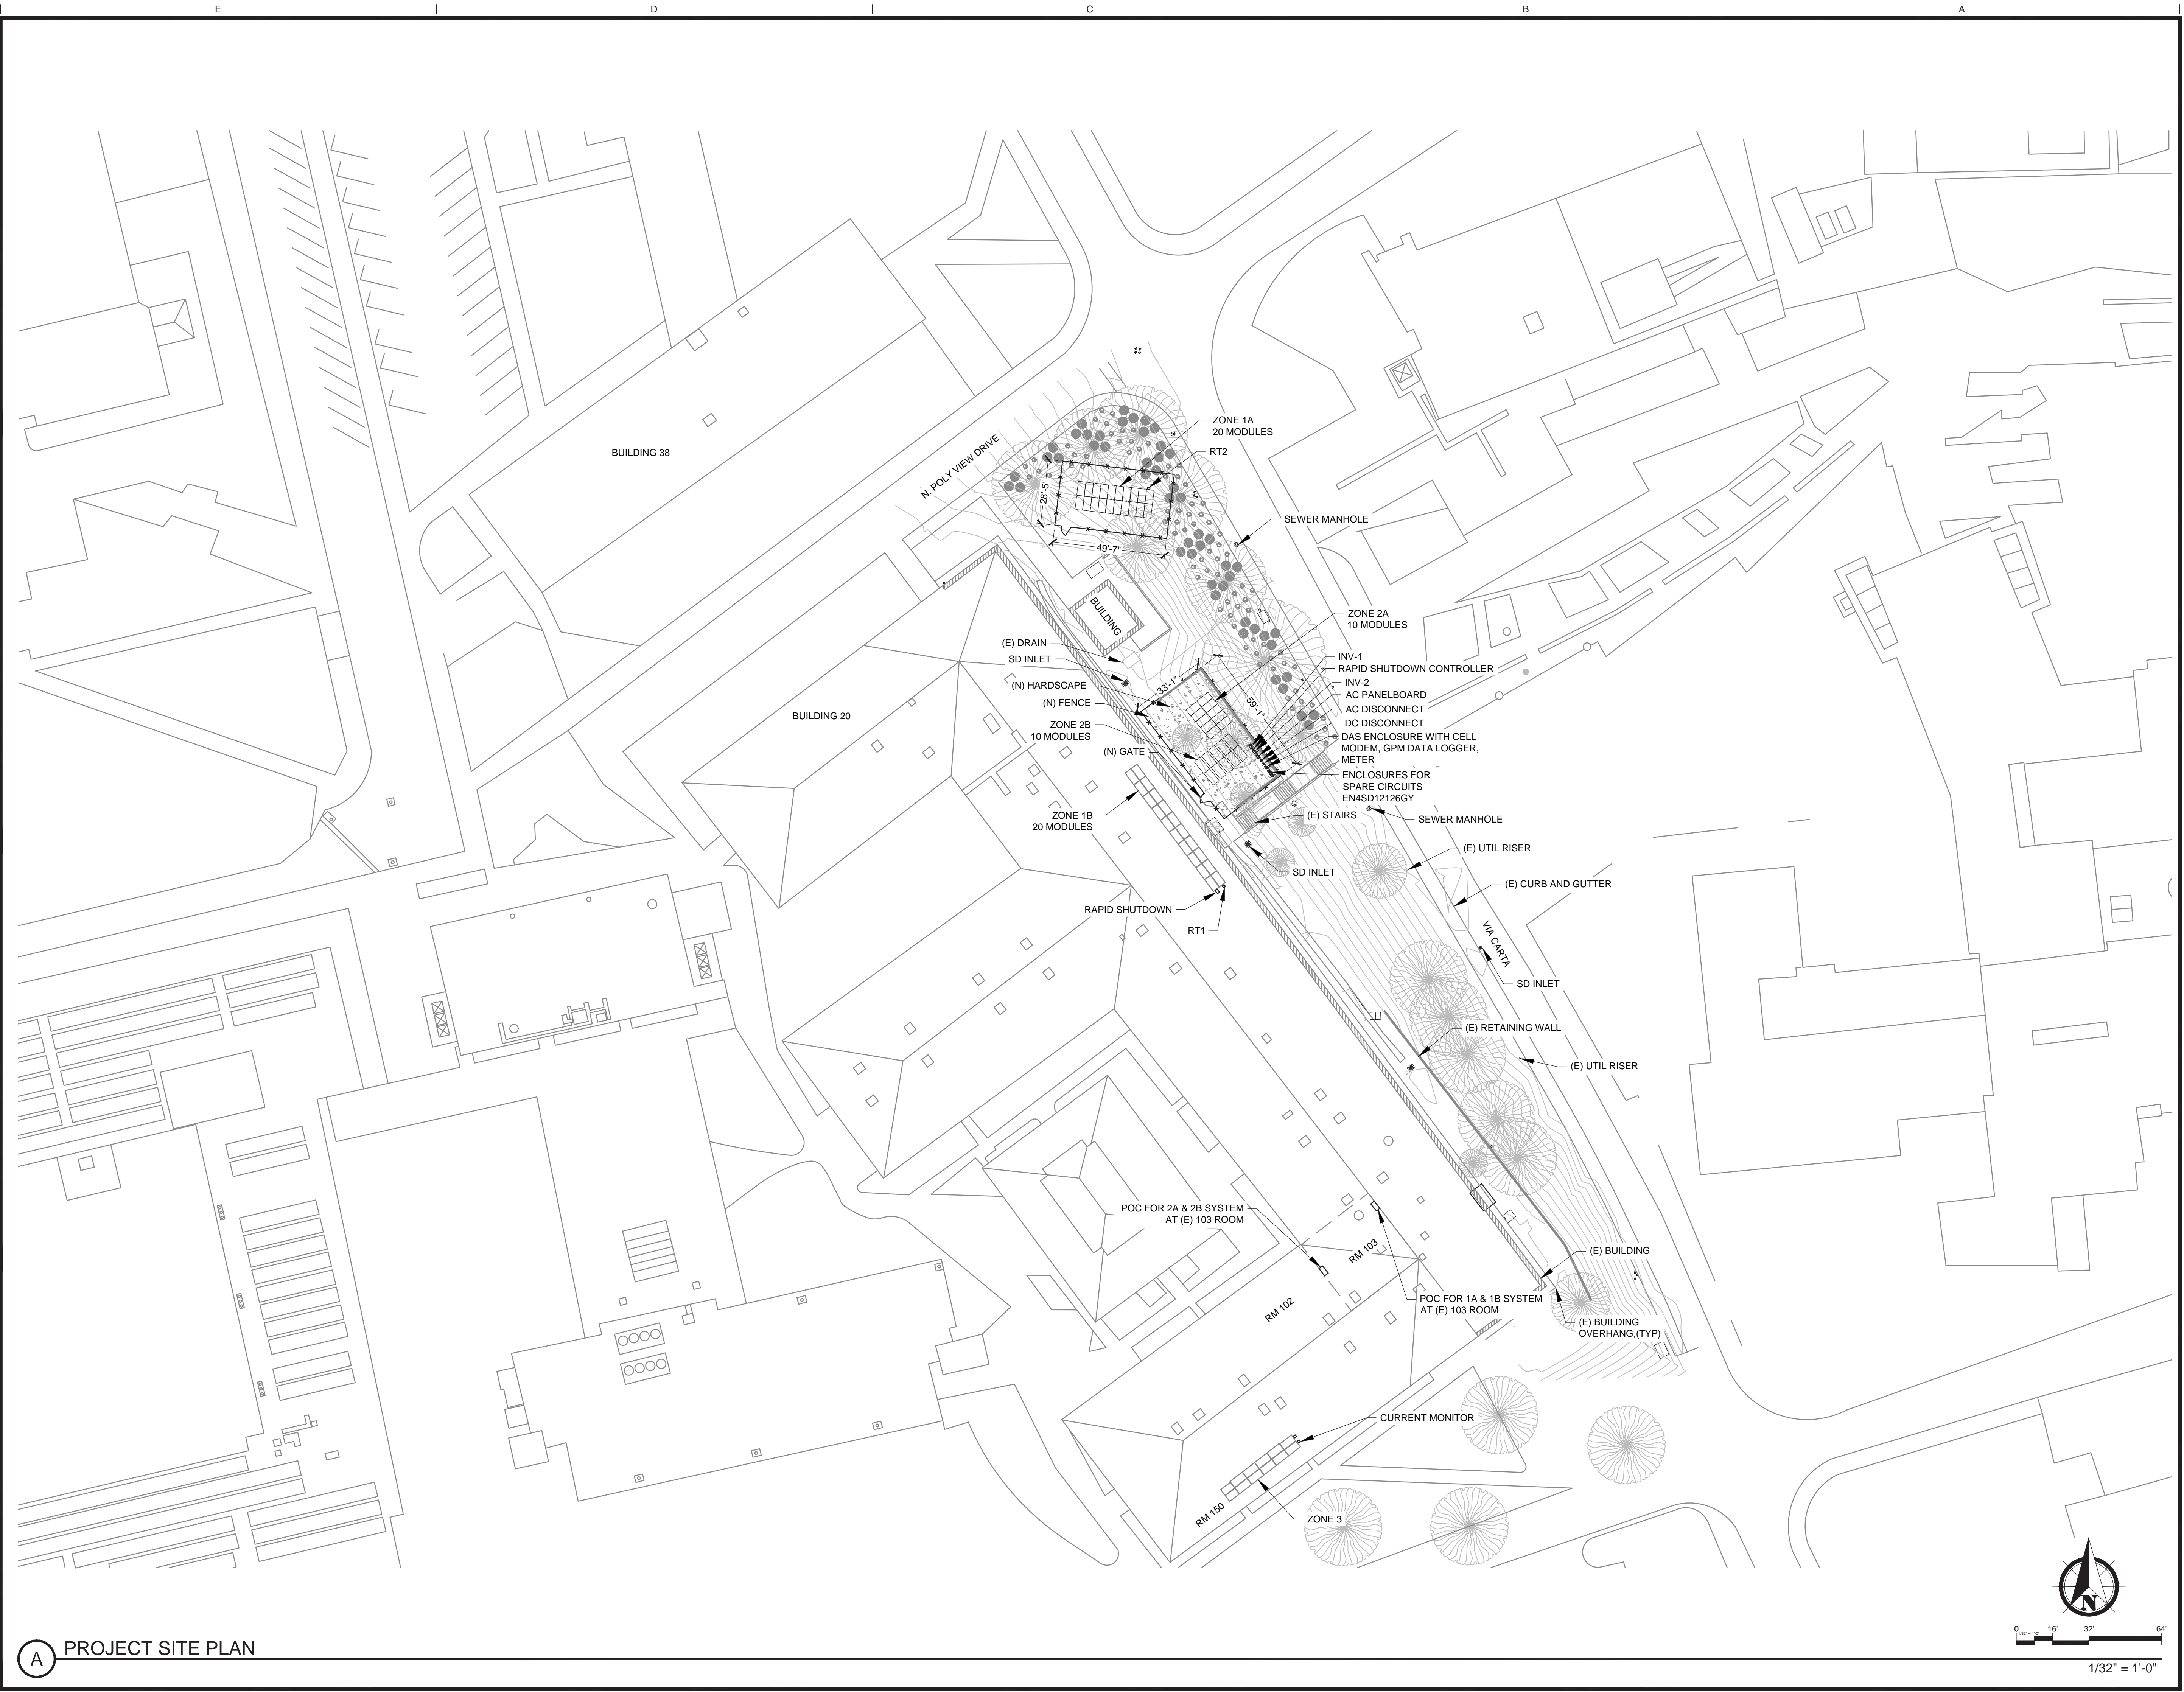 E
D
C
B
A
ZONE 1A
20 MODULES
BUILDING 38
N. POLY VIEW DRIVE
RT2
28'-5"
SEWER MANHOLE
49'-7"
BUILDING
ZONE 2A
10 MODULES
(E) DRAIN
SD INLET
INV-1
RAPID SHUTDOWN CONTROLLER
INV-2
(N) HARDSCAPE
33'-1"
AC PANELBOARD
(N) FENCE
59'-1"
AC DISCONNECT
BUILDING 20
DC DISCONNECT
ZONE 2B
10 MODULES
DAS ENCLOSURE WITH CELL
MODEM, GPM DATA LOGGER,
METER
(N) GATE
ENCLOSURES FOR
SPARE CIRCUITS
EN4SD12126GY
ZONE 1B
20 MODULES
(E) STAIRS
SEWER MANHOLE
(E) UTIL RISER
SD INLET
(E) CURB AND GUTTER
RAPID SHUTDOWN
RT1
VIA CARTA
SD INLET
(E) RETAINING WALL
(E) UTIL RISER
POC FOR 2A & 2B SYSTEM
AT (E) 103 ROOM
RM 103
(E) BUILDING
RM 102
POC FOR 1A & 1B SYSTEM
AT (E) 103 ROOM
(E) BUILDING
OVERHANG,(TYP)
CURRENT MONITOR
RM 150
ZONE 3
N
0 16' 32' 64'
1/32" = 1'-0"
A PROJECT SITE PLAN
1/32" = 1'-0"